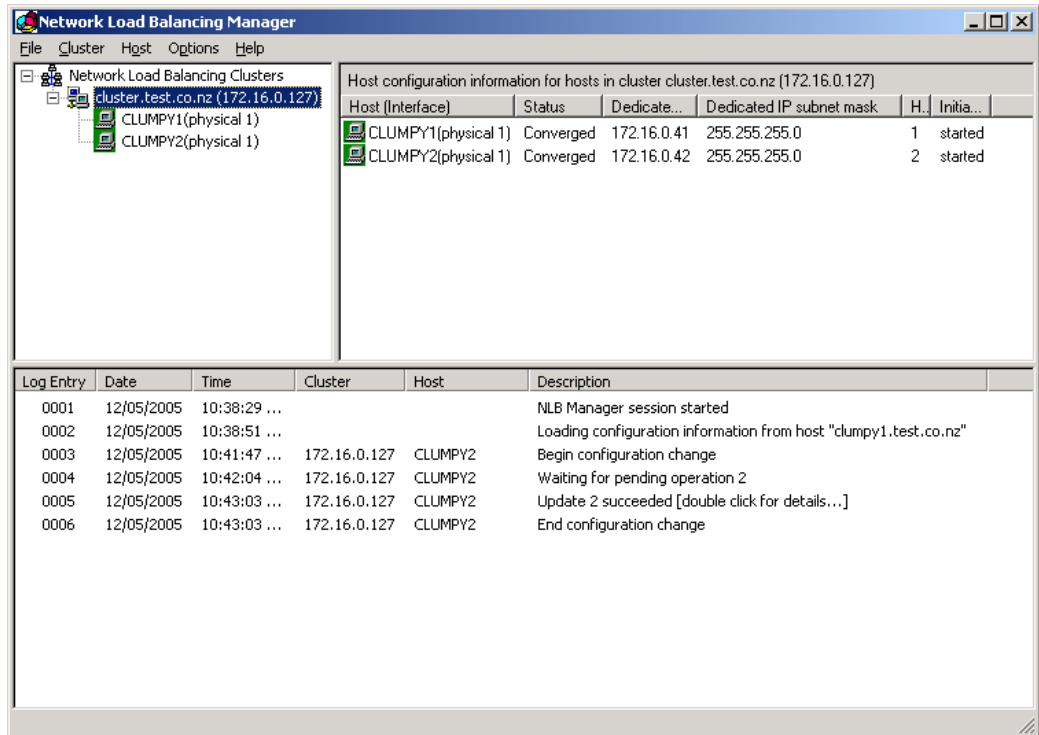 Network Load Balancing Manager
File Cluster Host Options Help
Network Load Balancing Clusters
cluster.test.co.nz (172.16.0.127)
CLUMPY1(physical 1)
CLUMPY2(physical 1)
Host configuration information for hosts in cluster cluster.test.co.nz (172.16.0.127)
Host (Interface) Status Dedicate... Dedicated IP subnet mask H.. Initia...
CLUMPY1(physical 1) Converged 172.16.0.41 255.255.255.0 1 started
CLUMPY2(physical 1) Converged 172.16.0.42 255.255.255.0 2 started
Log Entry Date Time Cluster Host Description
0001 12/05/2005 10:38:29 ... NLB Manager session started
0002 12/05/2005 10:38:51 ... Loading configuration information from host "clumpy1.test.co.nz"
0003 12/05/2005 10:41:47 ... 172.16.0.127 CLUMPY2 Begin configuration change
0004 12/05/2005 10:42:04 ... 172.16.0.127 CLUMPY2 Waiting for pending operation 2
0005 12/05/2005 10:43:03 ... 172.16.0.127 CLUMPY2 Update 2 succeeded [double click for details...]
0006 12/05/2005 10:43:03 ... 172.16.0.127 CLUMPY2 End configuration change